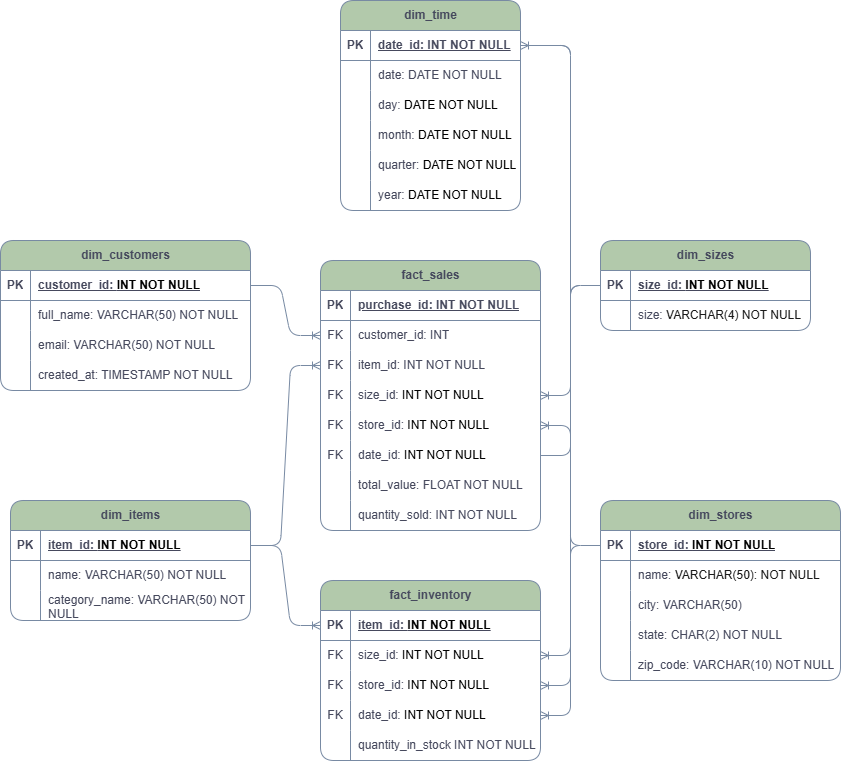 dim_time
PK date_id: INT NOT NULL
date: DATE NOT NULL
day: DATE NOT NULL
month: DATE NOT NULL
quarter: DATE NOT NULL
year: DATE NOT NULL
dim_customers
PK customer_id: INT NOT NULL
full_name: VARCHAR(50) NOT NULL
email: VARCHAR(50) NOT NULL
created_at: TIMESTAMP NOT NULL
fact_sales
PK purchase_id: INT NOT NULL
FK customer_id: INT
FK item_id: INT NOT NULL
FK size_id: INT NOT NULL
FK store_id: INT NOT NULL
FK date_id: INT NOT NULL
total_value: FLOAT NOT NULL
quantity_sold: INT NOT NULL
dim_sizes
PK size_id: INT NOT NULL
size: VARCHAR(4) NOT NULL
dim_items
PK item_id: INT NOT NULL
name: VARCHAR(50) NOT NULL
category_name: VARCHAR(50) NOT
NULL
fact_inventory
PK item_id: INT NOT NULL
FK size_id: INT NOT NULL
FK store_id: INT NOT NULL
FK date_id: INT NOT NULL
quantity_in_stock INT NOT NULL
dim_stores
PK store_id: INT NOT NULL
name: VARCHAR(50): NOT NULL
city: VARCHAR(50)
state: CHAR(2) NOT NULL
zip_code: VARCHAR(10) NOT NULL